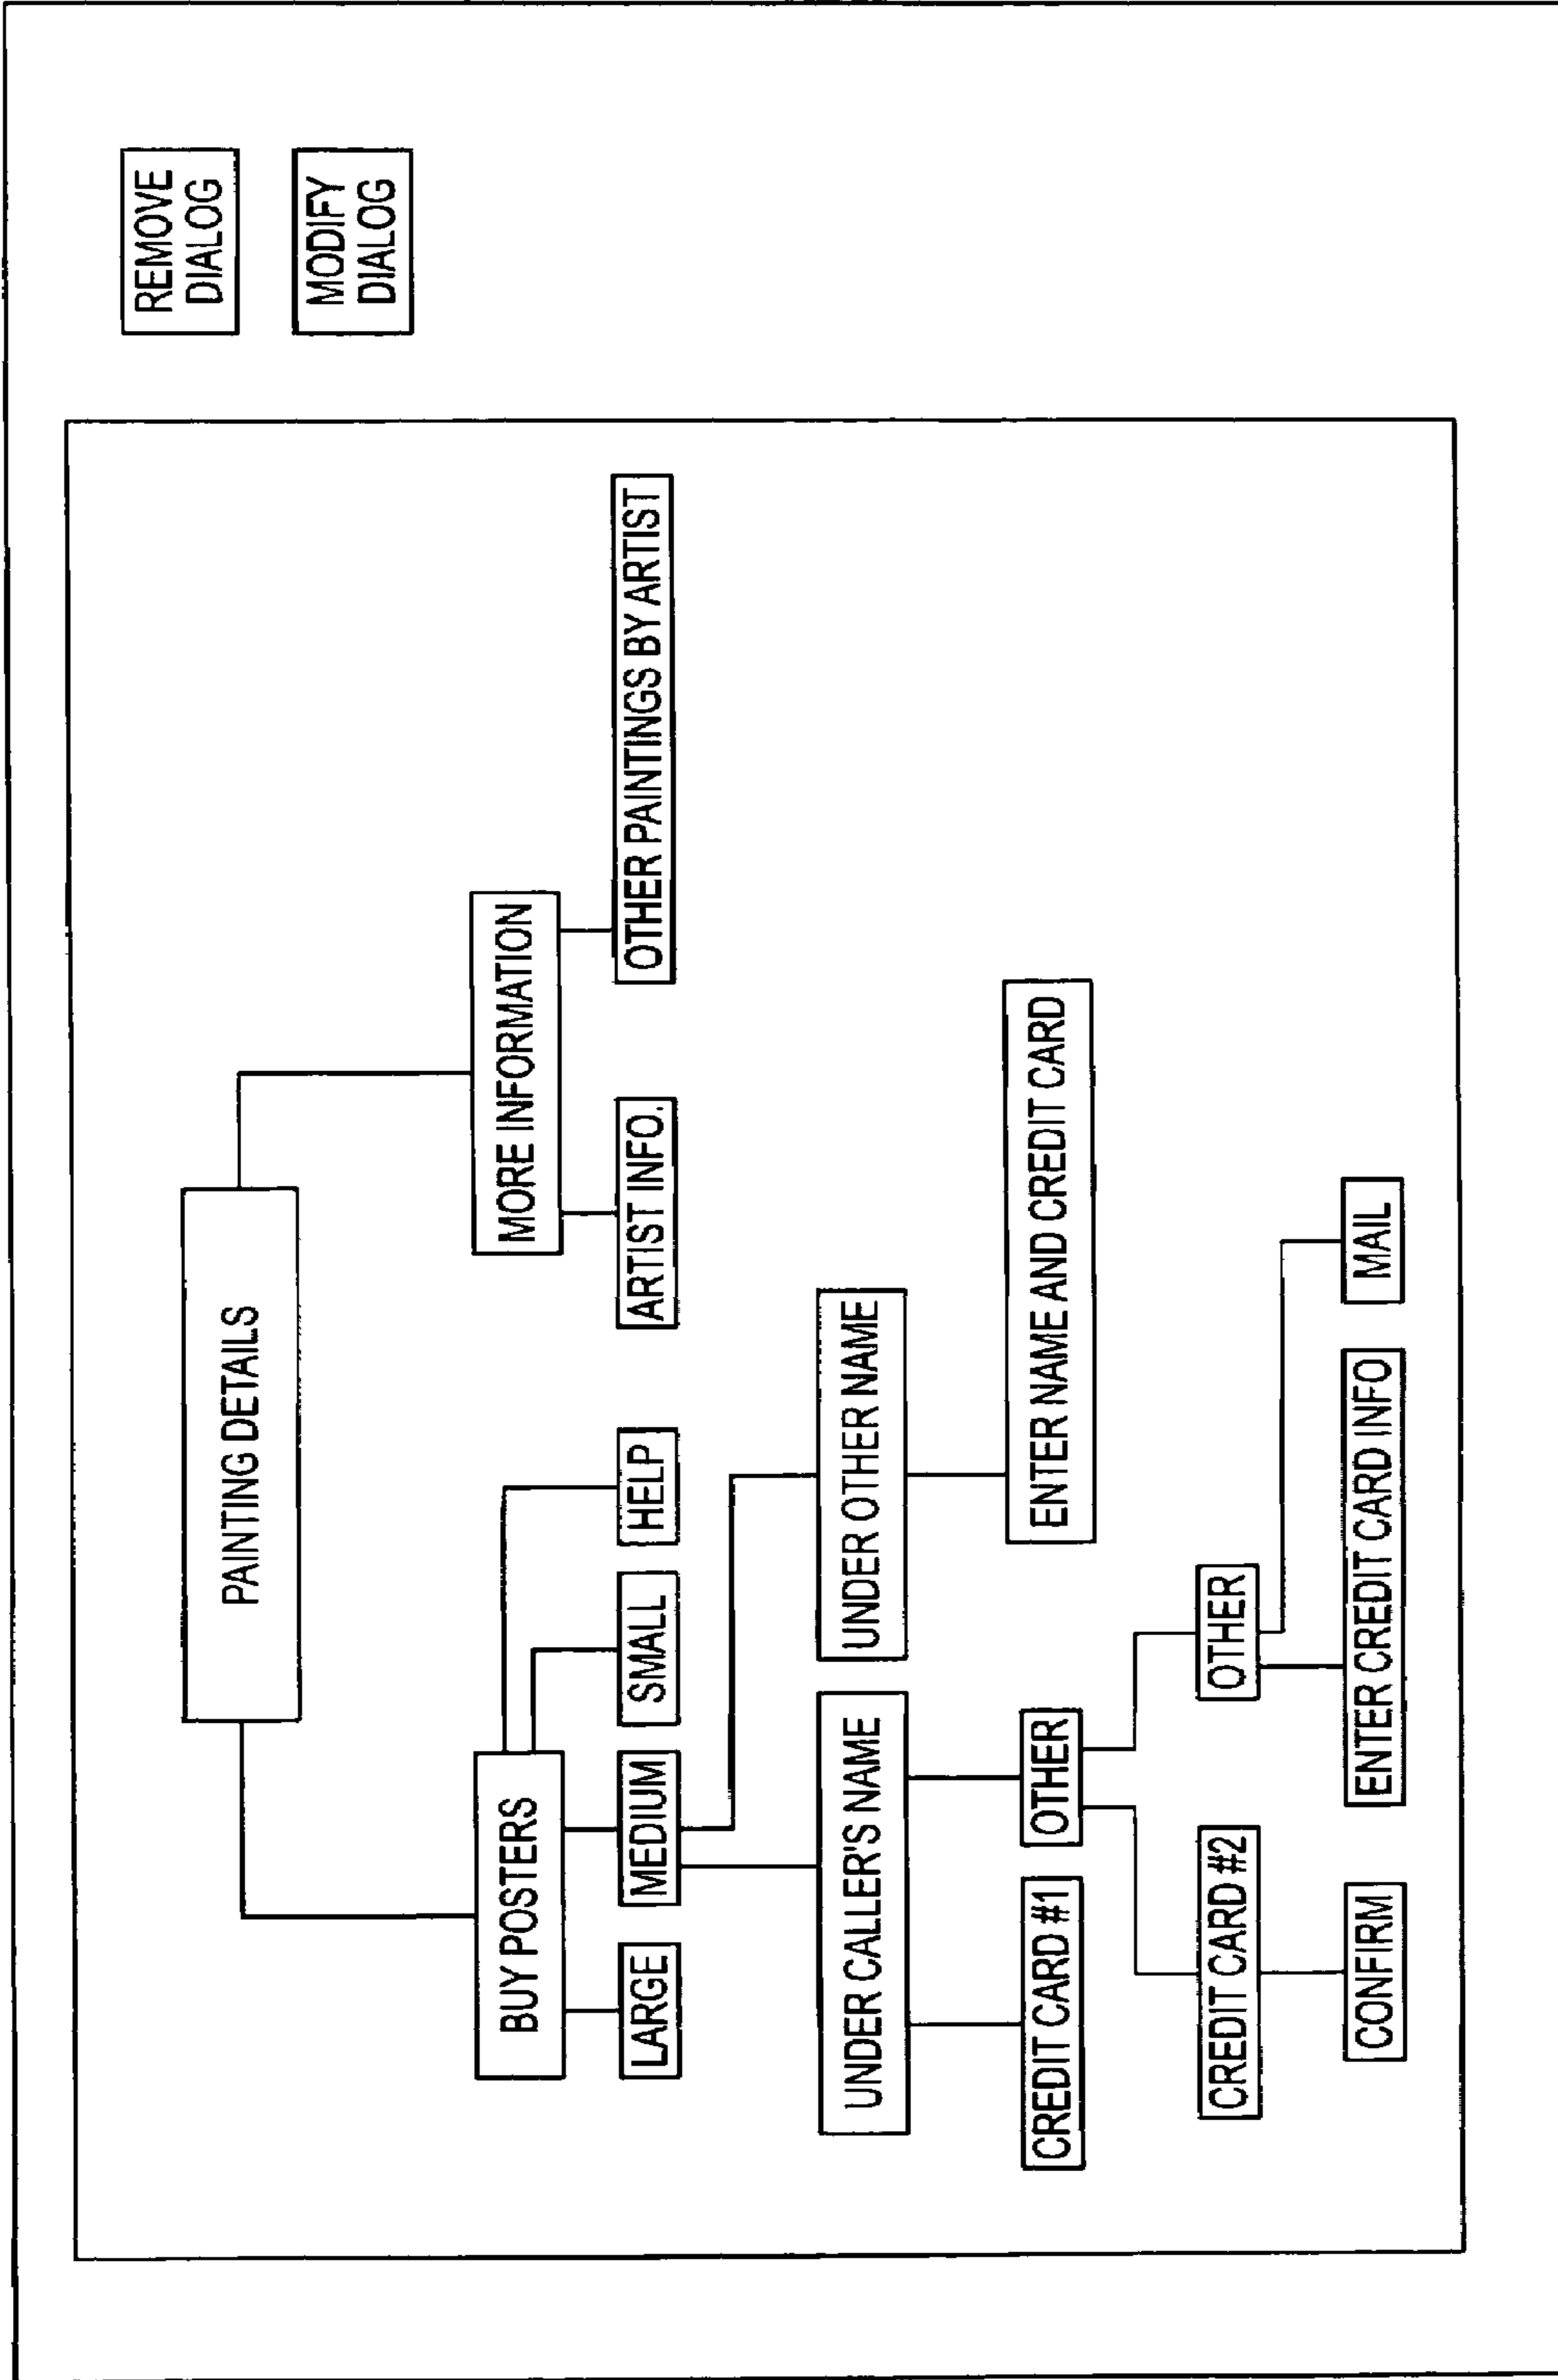 REMOVE
DIALOG
MODIFY
DIALOG
PAINTING DETAILS
BUY POSTERS
MORE INFORMATION
LARGE
MEDIUM
SMALL
HELP
ARTIST INFO.
OTHER PAINTINGS BY ARTIST
UNDER CALLER'S NAME
UNDER OTHER NAME
CREDIT CARD #1
OTHER
ENTER NAME AND CREDIT CARD
CREDIT CARD #2
OTHER
CONFIRM
ENTER CREDIT CARD INFO
MAIL